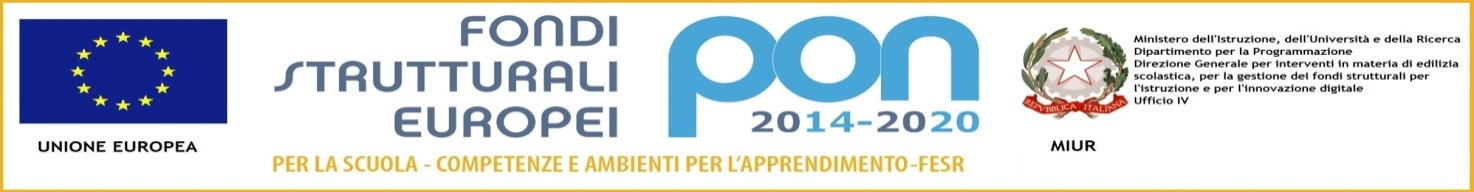 UNIONE EUROPEA
FONDI
STRUTTURALI
EUROPEI
pon
2014-2020
PER LA SCUOLA - COMPETENZE E AMBIENTI PER L'APPRENDIMENTO-FESR
REPVBBLICA ITALIANA
MIUR
Ministero dell'Istruzione, dell'Università e della Ricerca
Dipartimento per la Programmazione
Direzione Generale per interventi in materia di edilizia
scolastica, per la gestione dei fondi strutturali per
l'istruzione e per l'innovazione digitale
Ufficio IV